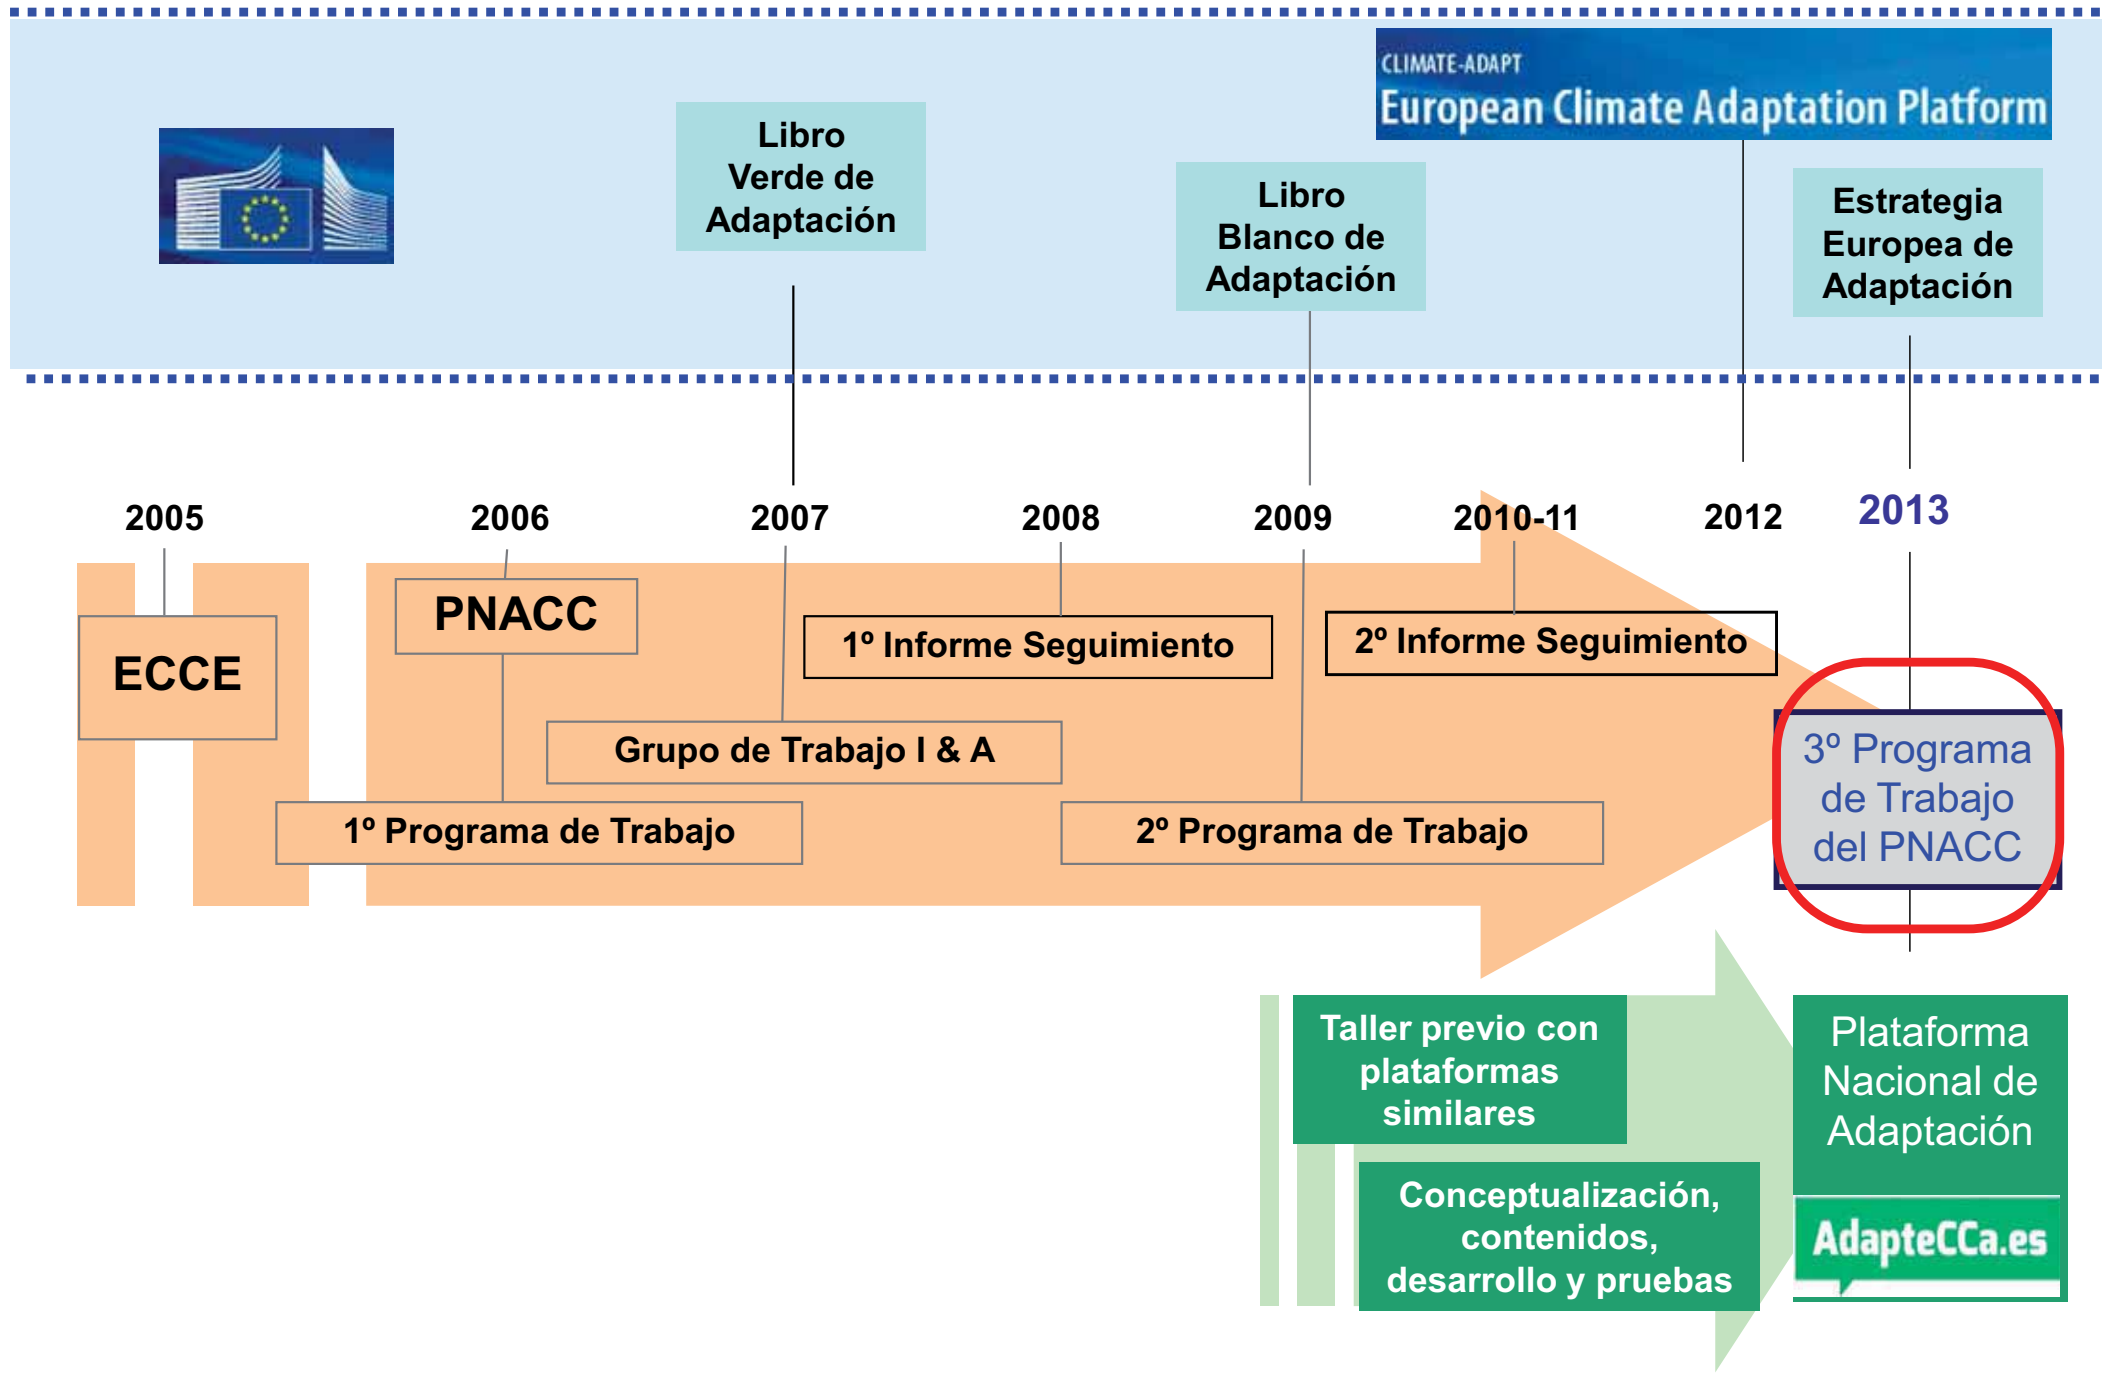 CLIMATE-ADAPT
European Climate Adaptation Platform
Libro
Verde de
Adaptación
Libro
Blanco de
Adaptación
Estrategia
Europea de
Adaptación
2005
2006
2007
2008
2009
2010-11
2012
2013
ECCE
PNACC
1º Informe Seguimiento
2º Informe Seguimiento
Grupo de Trabajo I & A
1º Programa de Trabajo
2º Programa de Trabajo
3º Programa
de Trabajo
del PNACC
Taller previo con
plataformas
similares
Conceptualización,
contenidos,
desarrollo y pruebas
Plataforma
Nacional de
Adaptación
AdapteCCa.es